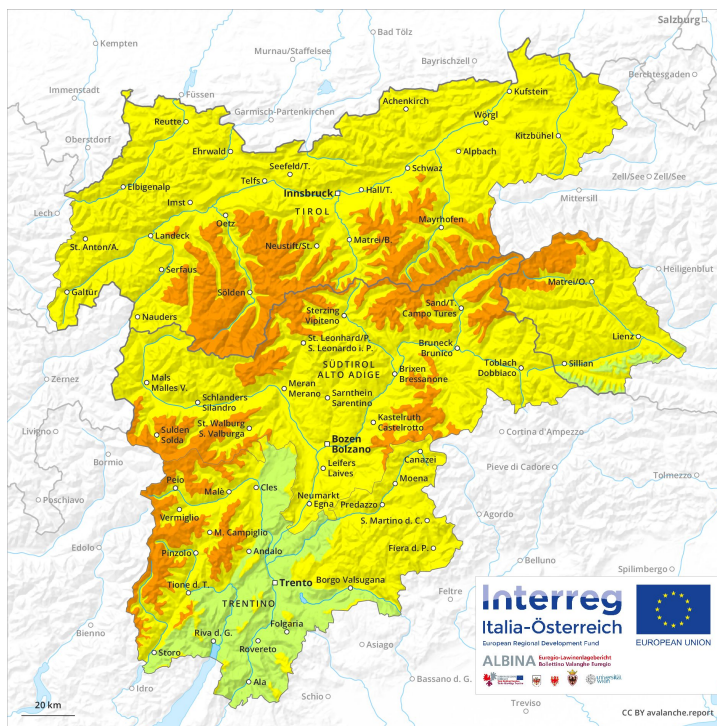 Salzburg
Kempten
Bad Tölz
Murnau/Staffelsee
Bayrischzell
Berchtesgaden
Immenstadt
Füssen
Kufstein
Achenkirch
Garmisch-Partenkirchen
Wörgl
Reutte
Kitzbühel
Oberstdorf
Ehrwald
Alpbach
Seefeld/T.
Schwaz
Telfs
Zell/See
Zell/See
Elbigenalp
Innsbruck
Hall/T.
Mittersill
Imst
Lech
TIROL
Oetz
Mayrhofen
St. Anton/A.
Landeck
Neustift/St.
Matrei/B.
Heiligenblut
Serfaus
Matrei/O.
Galtür
Sölden
Sand/T.
Campo Tures
Nauders
Sterzing
Vipiteno
Lienz
St. Leonhard/P.
S. Leonardo i. P.
Bruneck
Brunico
Sillian
SÜDTIROL
ALTO ADIGE
Toblach
Dobbiaco
Brixen
Bressanone
Zernez
Mals
Malles V.
Meran
Merano
Schlanders
Silandro
Sarnthein
Sarentino
St. Walburg
S. Valburga
Kastelruth
Castelrotto
Livigno
Sulden
Solda
Cortina d'Ampezzo
Bozen
Bolzano
Bormio
Canazei
Pieve di Cadore
Leifers
Laives
Tolmezzo
Poschiavo
Peio
Cles
Moena
Malè
Neumarkt
Egna
Predazzo
Vermiglio
Agordo
S. Martino d. C.
M. Campiglio
Edolo
Pinzolo
Andalo
Fiera d. P.
Belluno
Spilimbergo
Trento
Borgo Valsugana
Tione d. T.
Feltre
TRENTINO
Folgaria
Bienno
Riva d. G.
Rovereto
Asiago
Storo
Bassano d. G.
Ala
Idro
Schio
Treviso
20 km
Interreg
Italia-Österreich
European Regional Development Fund
EUROPEAN UNION
ALBINA
Euregio-Lawinenlagebericht
Bollettino Valanghe Euregio
universität
wien
CC BY avalanche.report